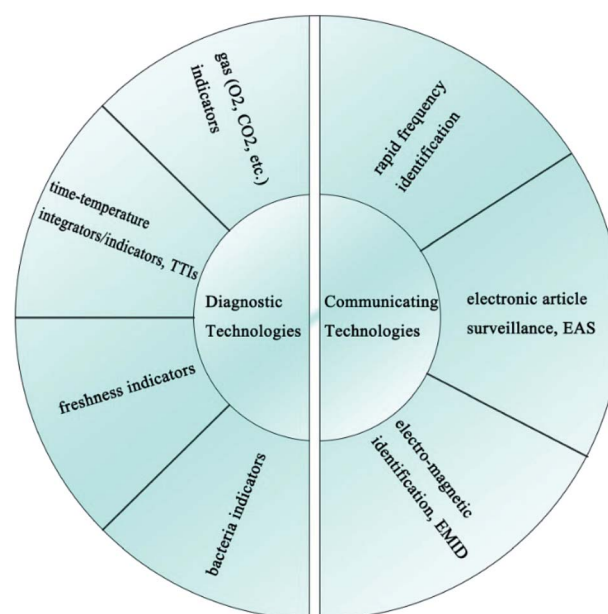 gas (O2, CO2, etc.)
indicators
time-temperature
integrators/indicators, TTIs
freshness indicators
bacteria indicators
Diagnostic
Technologies
Communicating
Technologies
rapid frequency
identification
electronic article
surveillance, EAS
electro-magnetic
identification, EMID